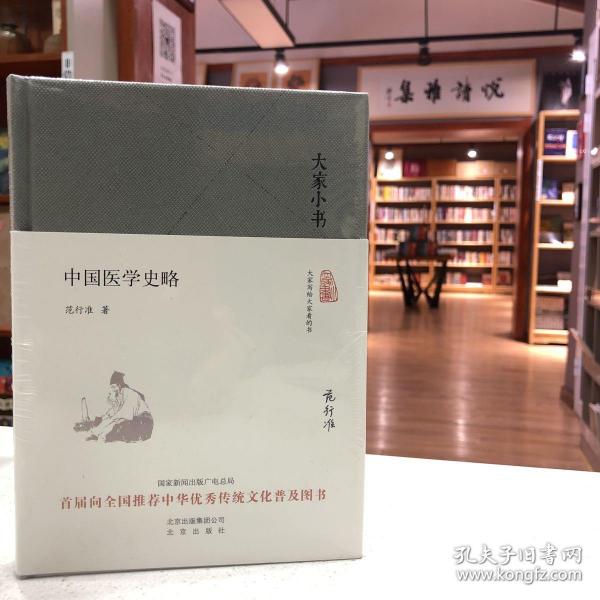 大家小书
中国医学史略
范行准 著
大家写给大家看的书
范行准
国家新闻出版广电总局
首届向全国推荐中华优秀传统文化普及图书
北京出版集团公司
北京出版社
集雅读悦
孔夫子旧书网
www.kongfz.com